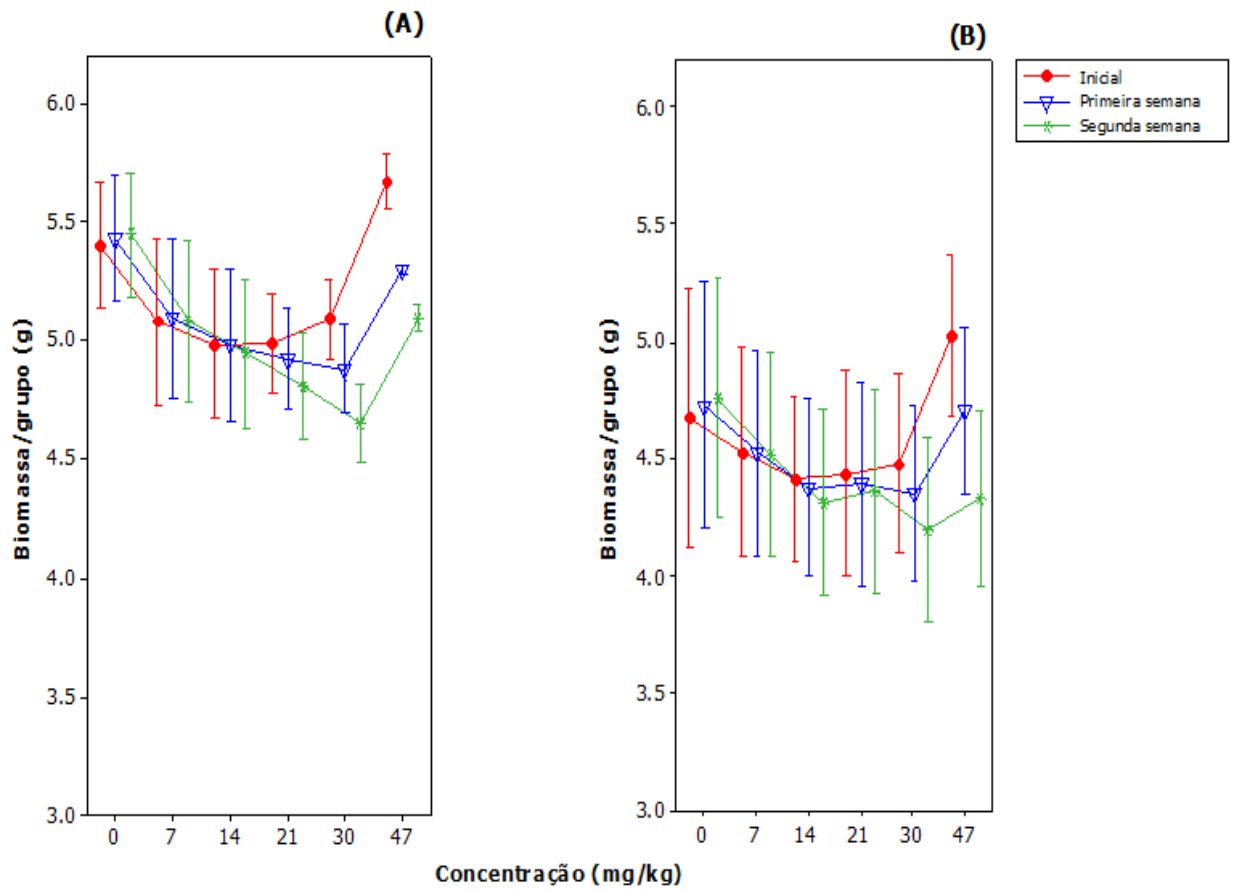 (A)
6.0
5.5
5.0
4.5
4.0
3.5
3.0
Biomassa/grupo (g)
0 7 14 21 30 47
(B)
6.0
5.5
5.0
4.5
4.0
3.5
3.0
Biomassa/grupo (g)
0 7 14 21 30 47
Inicial
Primeira semana
Segunda semana
Concentração (mg/kg)